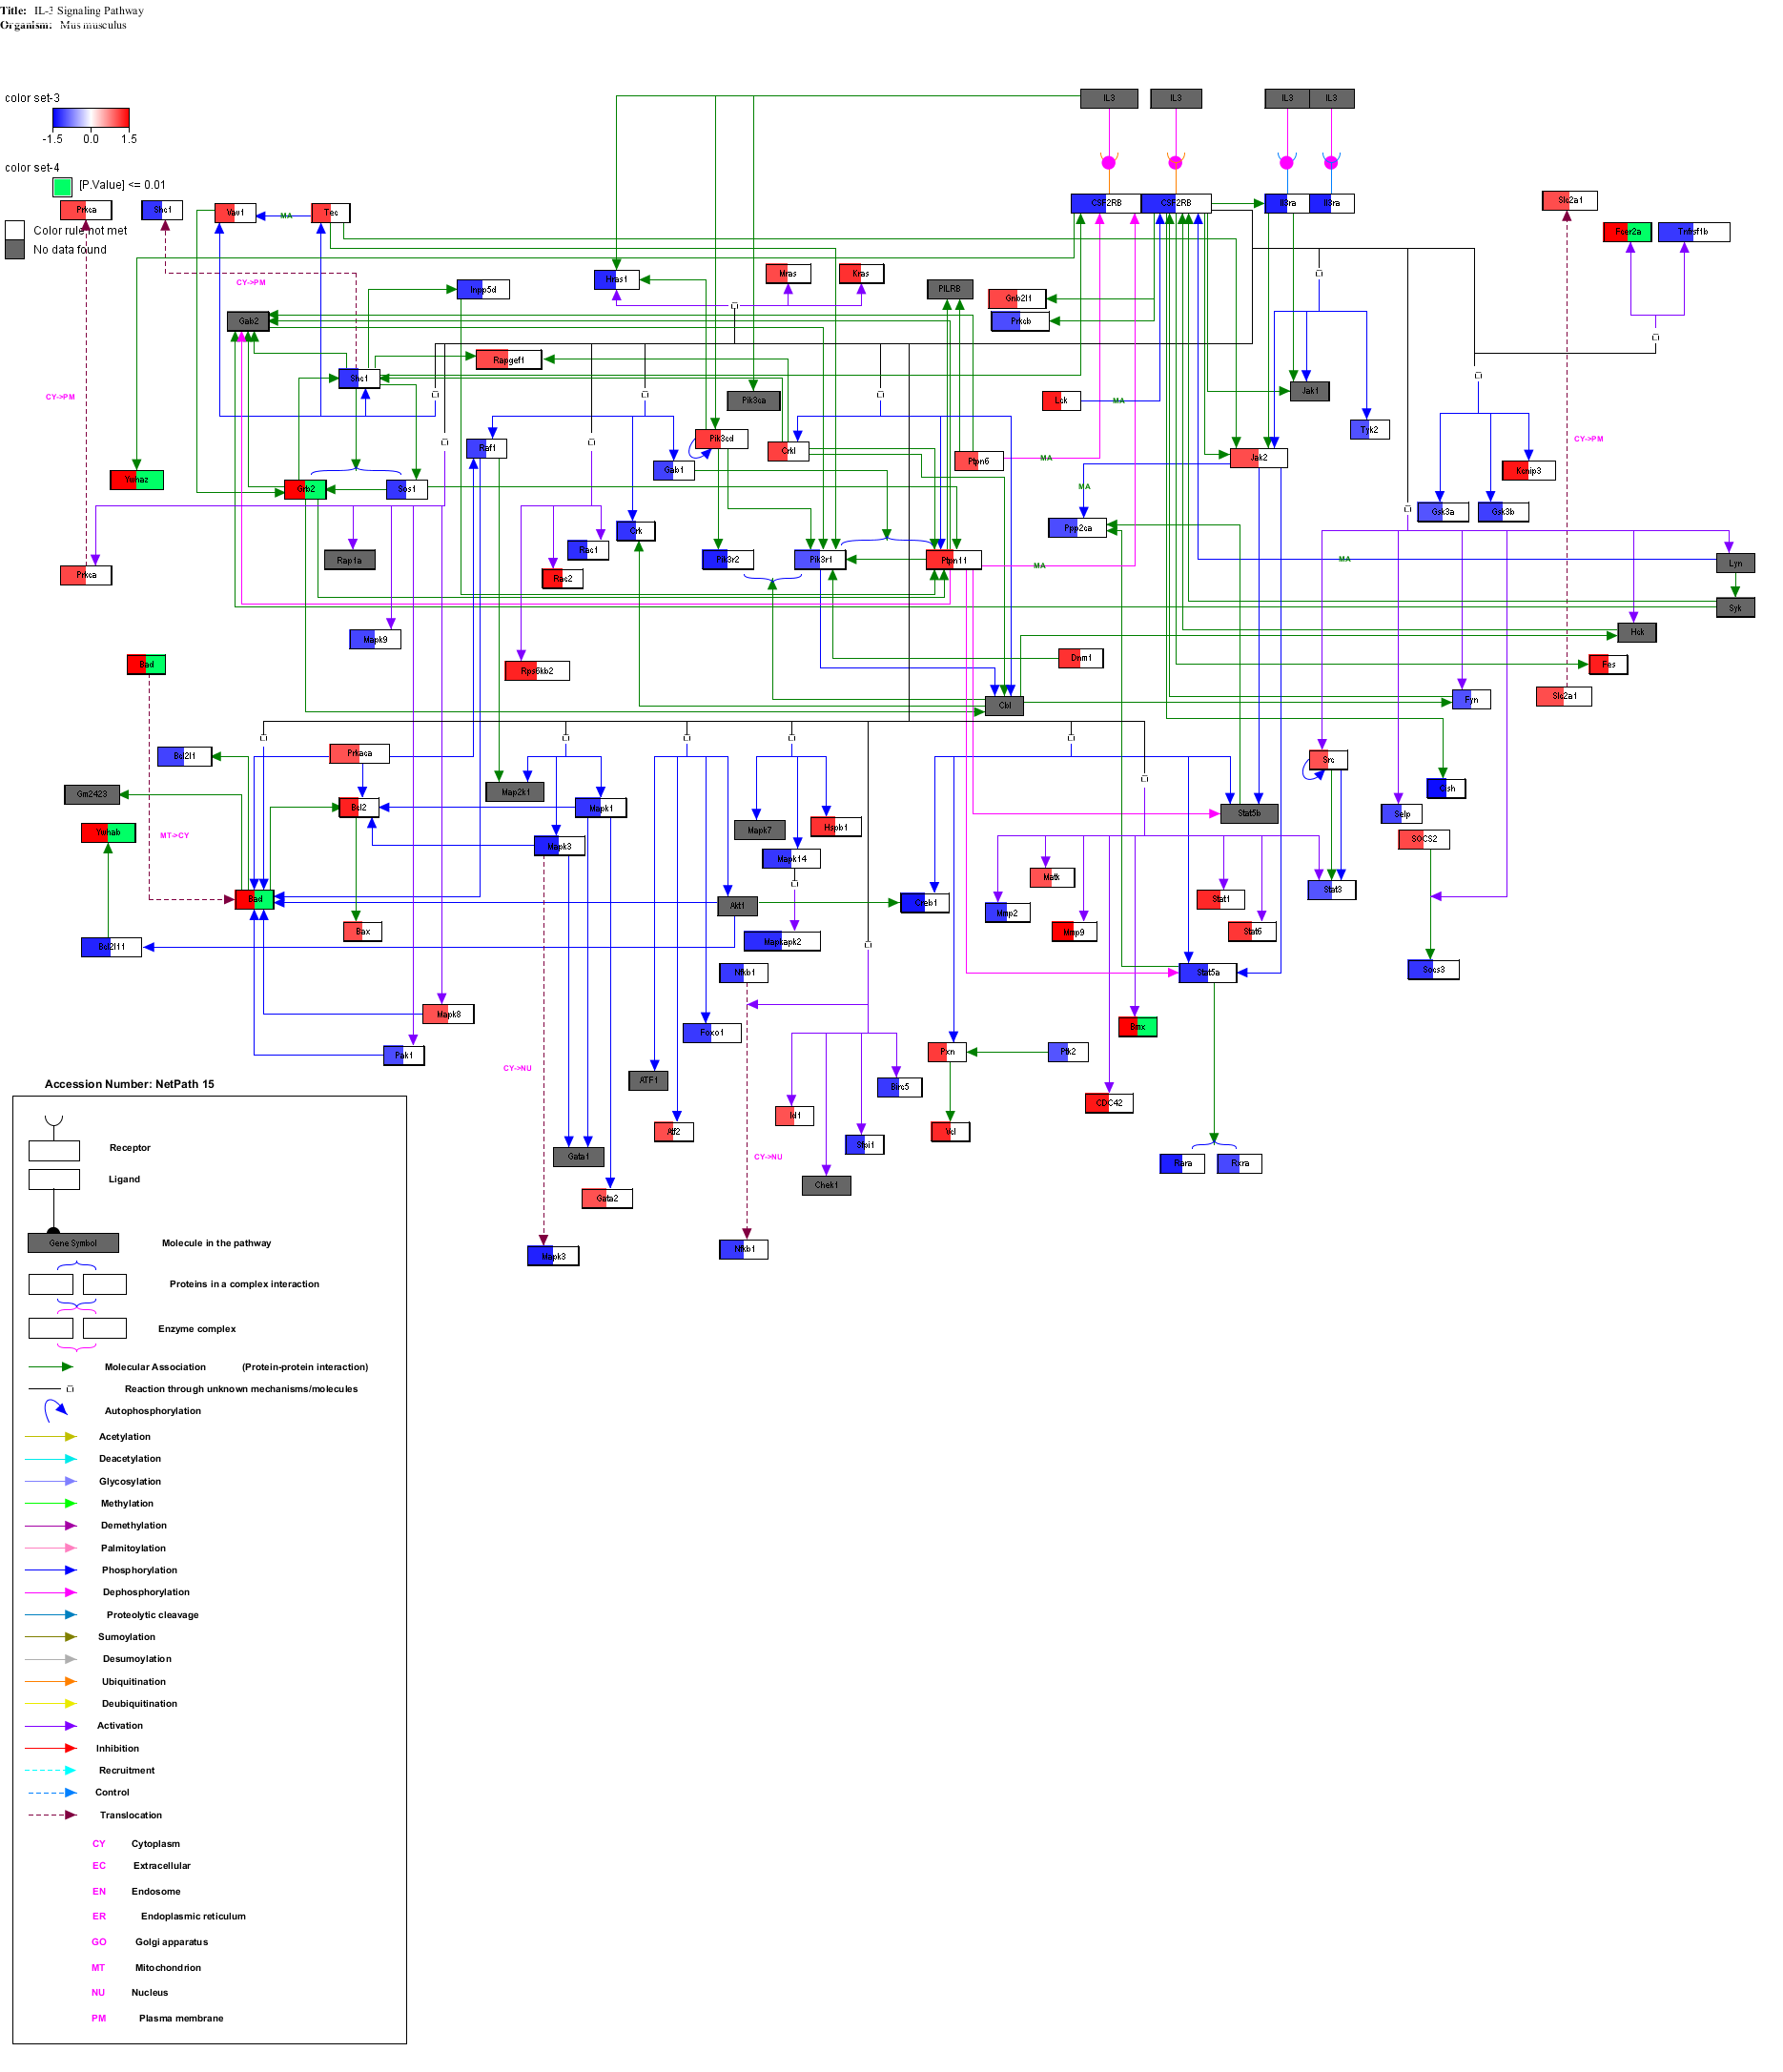 Title: IL-3 Signaling Pathway
Organism: Mus musculus
color set-3
-1.5 0.0 1.5
color set-4
[P.Value] <= 0.01
Color rule not met
No data found
IL3 IL3 IL3 IL3
CSF2RB CSF2RB Il3ra Il3ra
Prkca Shc1 Vav1 MA Tec Slc2a1
Fcer2a Tnfrsf1b
CY->PM Inpp5d Hras1 Mras Kras PILRB Gnb2l1
Gab2 Prkcb
Rapgef1
Shc1 Jak1
CY->PM Pik3ca Lck MA
Tyk2 CY->PM
Raf1 Pik3cd Crkl Ptpn6 MA Jak2
Gab1 Kcnip3
Ywhaz Grb2 Sos1 MA
Gsk3a Gsk3b
Crk Ppp2ca
Rap1a Rac1 Pik3r2 Pik3r1 Ptpn11 MA MA Lyn
Prkca Rac2
Syk
Mapk9 Hck
Bad Rps6kb2 Dnm1 Fes
Cbl Fyn Slc2a1
Bcl2l1 Prkaca Src
Gm2423 Map2k1 Cish
Bcl2 Mapk1 Stat5b Selp
Ywhab MT->CY Mapk3 Mapk7 Hspb1 SOCS2
Mapk14
Matk Stat3
Bad Akt1 Creb1 Mmp2 Stat1
Bax Mmp9 Stat6
Bcl2l11 Mapkapk2
Nfkb1 Stat5a Socs3
Mapk8 Foxo1 Bmx
Pak1 Pxn Ptk2
CY->NU ATF1 Birc5
Accession Number: NetPath 15
CDC42
Id1
Atf2 Sfpi1 Vcl
Receptor
Gata1 CY->NU Rara Rxra
Ligand Chek1
Gata2
Gene Symbol Molecule in the pathway
Mapk3 Nfkb1
Proteins in a complex interaction
Enzyme complex
Molecular Association (Protein-protein interaction)
Reaction through unknown mechanisms/molecules
Autophosphorylation
Acetylation
Deacetylation
Glycosylation
Methylation
Demethylation
Palmitoylation
Phosphorylation
Dephosphorylation
Proteolytic cleavage
Sumoylation
Desumoylation
Ubiquitination
Deubiquitination
Activation
Inhibition
Recruitment
Control
Translocation
CY Cytoplasm
EC Extracellular
EN Endosome
ER Endoplasmic reticulum
GO Golgi apparatus
MT Mitochondrion
NU Nucleus
PM Plasma membrane